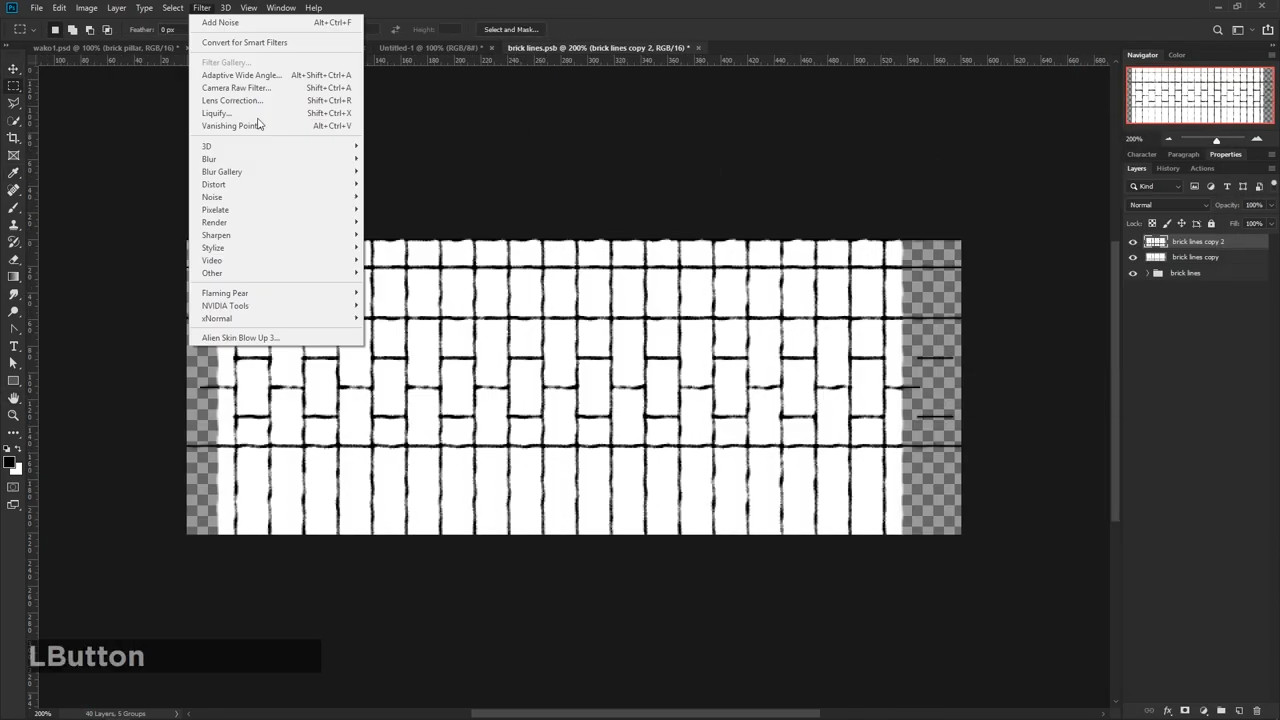 Ps File Edit Image Layer Type Select Filter 3D View Window Help
Feather: 0 px Height: Select and Mask...
wako1.psd @ 100% (brick pillar, RGB/16) * Untitled-1 @ 100% (RGB/8#) * × brick lines.psb @ 200% (brick lines copy 2, RGB/16) * ×
Add Noise Alt+Ctrl+F
Convert for Smart Filters
Filter Gallery...
Adaptive Wide Angle... Alt+Shift+Ctrl+A
Camera Raw Filter... Shift+Ctrl+A
Lens Correction... Shift+Ctrl+R
Liquify... Shift+Ctrl+X
Vanishing Point... Alt+Ctrl+V
3D
Blur
Blur Gallery
Distort
Noise
Pixelate
Render
Sharpen
Stylize
Video
Other
Flaming Pear
NVIDIA Tools
xNormal
Alien Skin Blow Up 3...
Navigator Color
200%
Character Paragraph Properties
Layers History Actions
Kind
Normal Opacity: 100%
Lock: Fill: 100%
brick lines copy 2
brick lines copy
brick lines
LButton
200% 40 Layers, 5 Groups